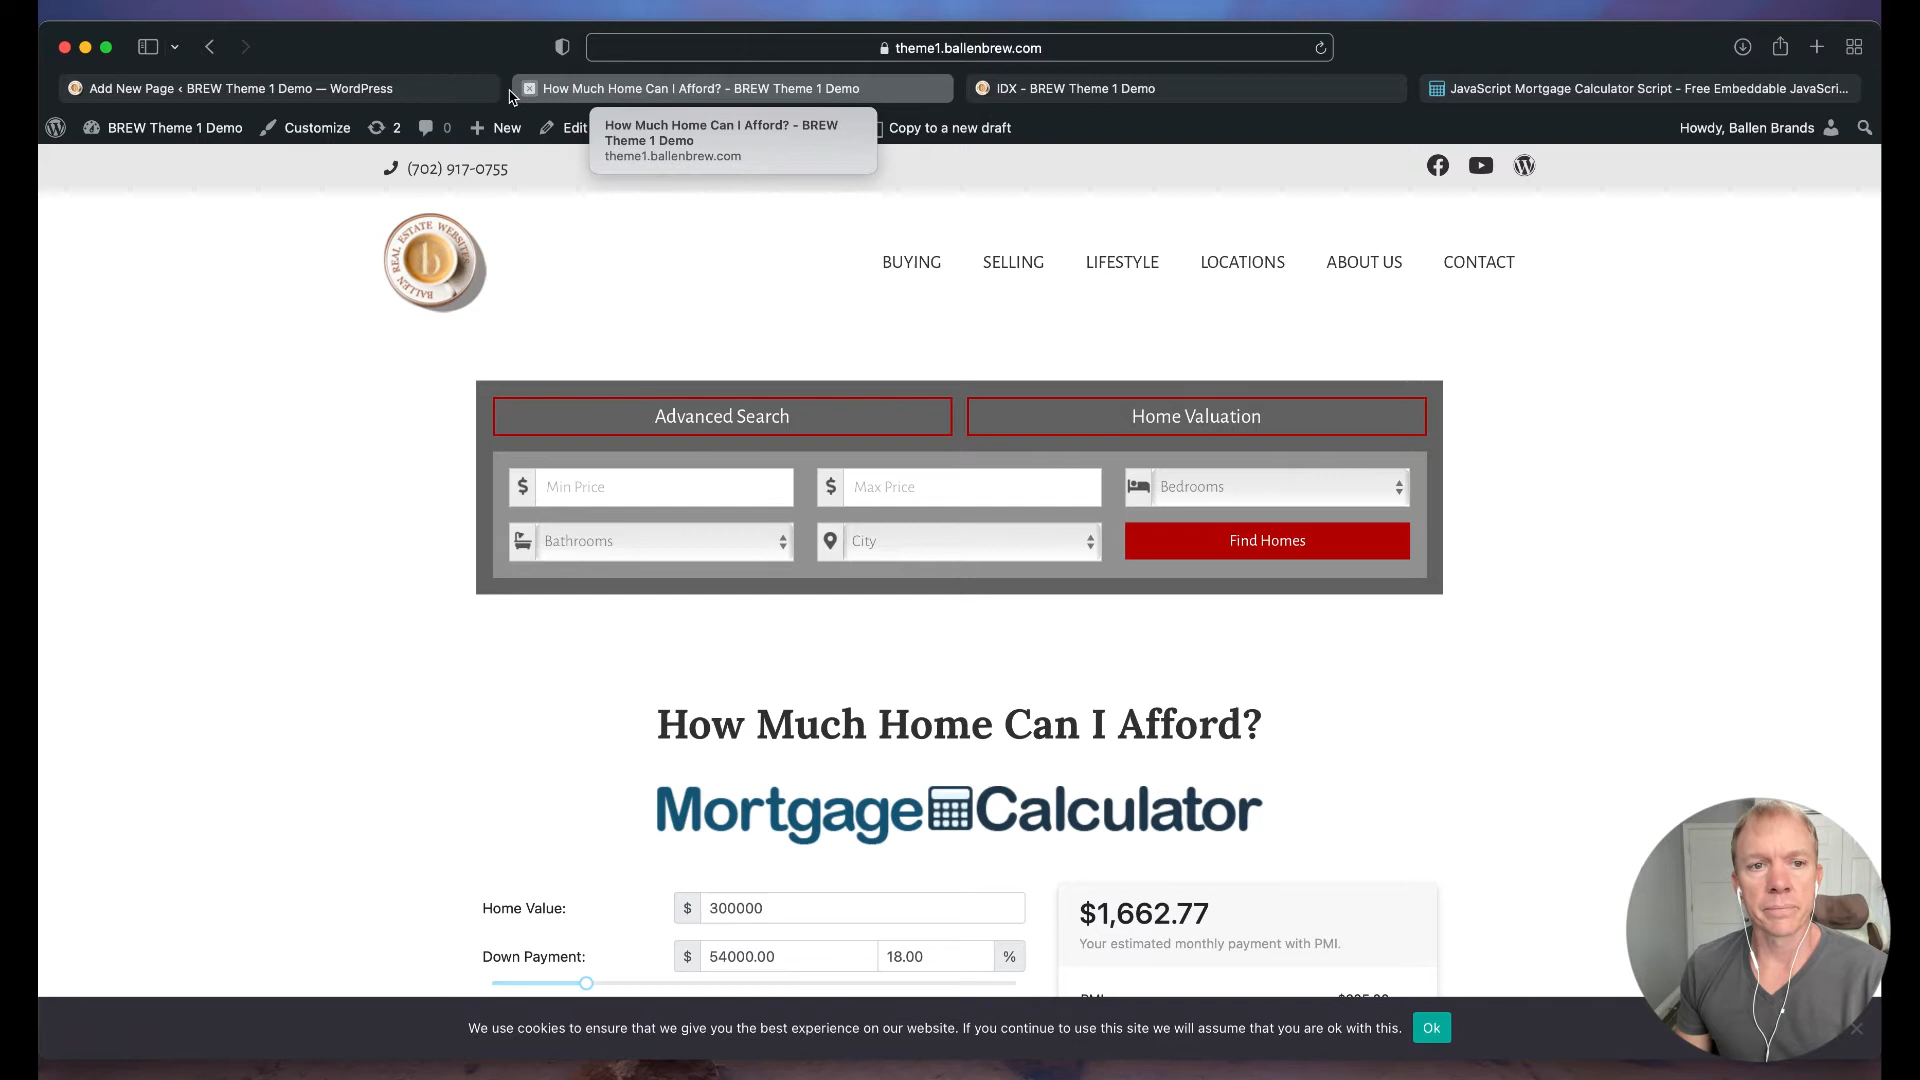 theme1.ballenbrew.com
Add New Page ‹ BREW Theme 1 Demo — WordPress
How Much Home Can I Afford? - BREW Theme 1 Demo
IDX - BREW Theme 1 Demo
JavaScript Mortgage Calculator Script - Free Embeddable JavaScri...
BREW Theme 1 Demo
Customize
2
0
New
Edit
Copy to a new draft
Howdy, Ballen Brands
How Much Home Can I Afford? - BREW
Theme 1 Demo
theme1.ballenbrew.com
(702) 917-0755
REAL ESTATE WEBSITES
b
BALLEN
BUYING
SELLING
LIFESTYLE
LOCATIONS
ABOUT US
CONTACT
Advanced Search
Home Valuation
$ Min Price
$ Max Price
Bedrooms
Bathrooms
City
Find Homes
How Much Home Can I Afford?
Mortgage Calculator
Home Value:
$ 300000
$1,662.77
Your estimated monthly payment with PMI.
Down Payment:
$ 54000.00
18.00 %
We use cookies to ensure that we give you the best experience on our website. If you continue to use this site we will assume that you are ok with this.
Ok